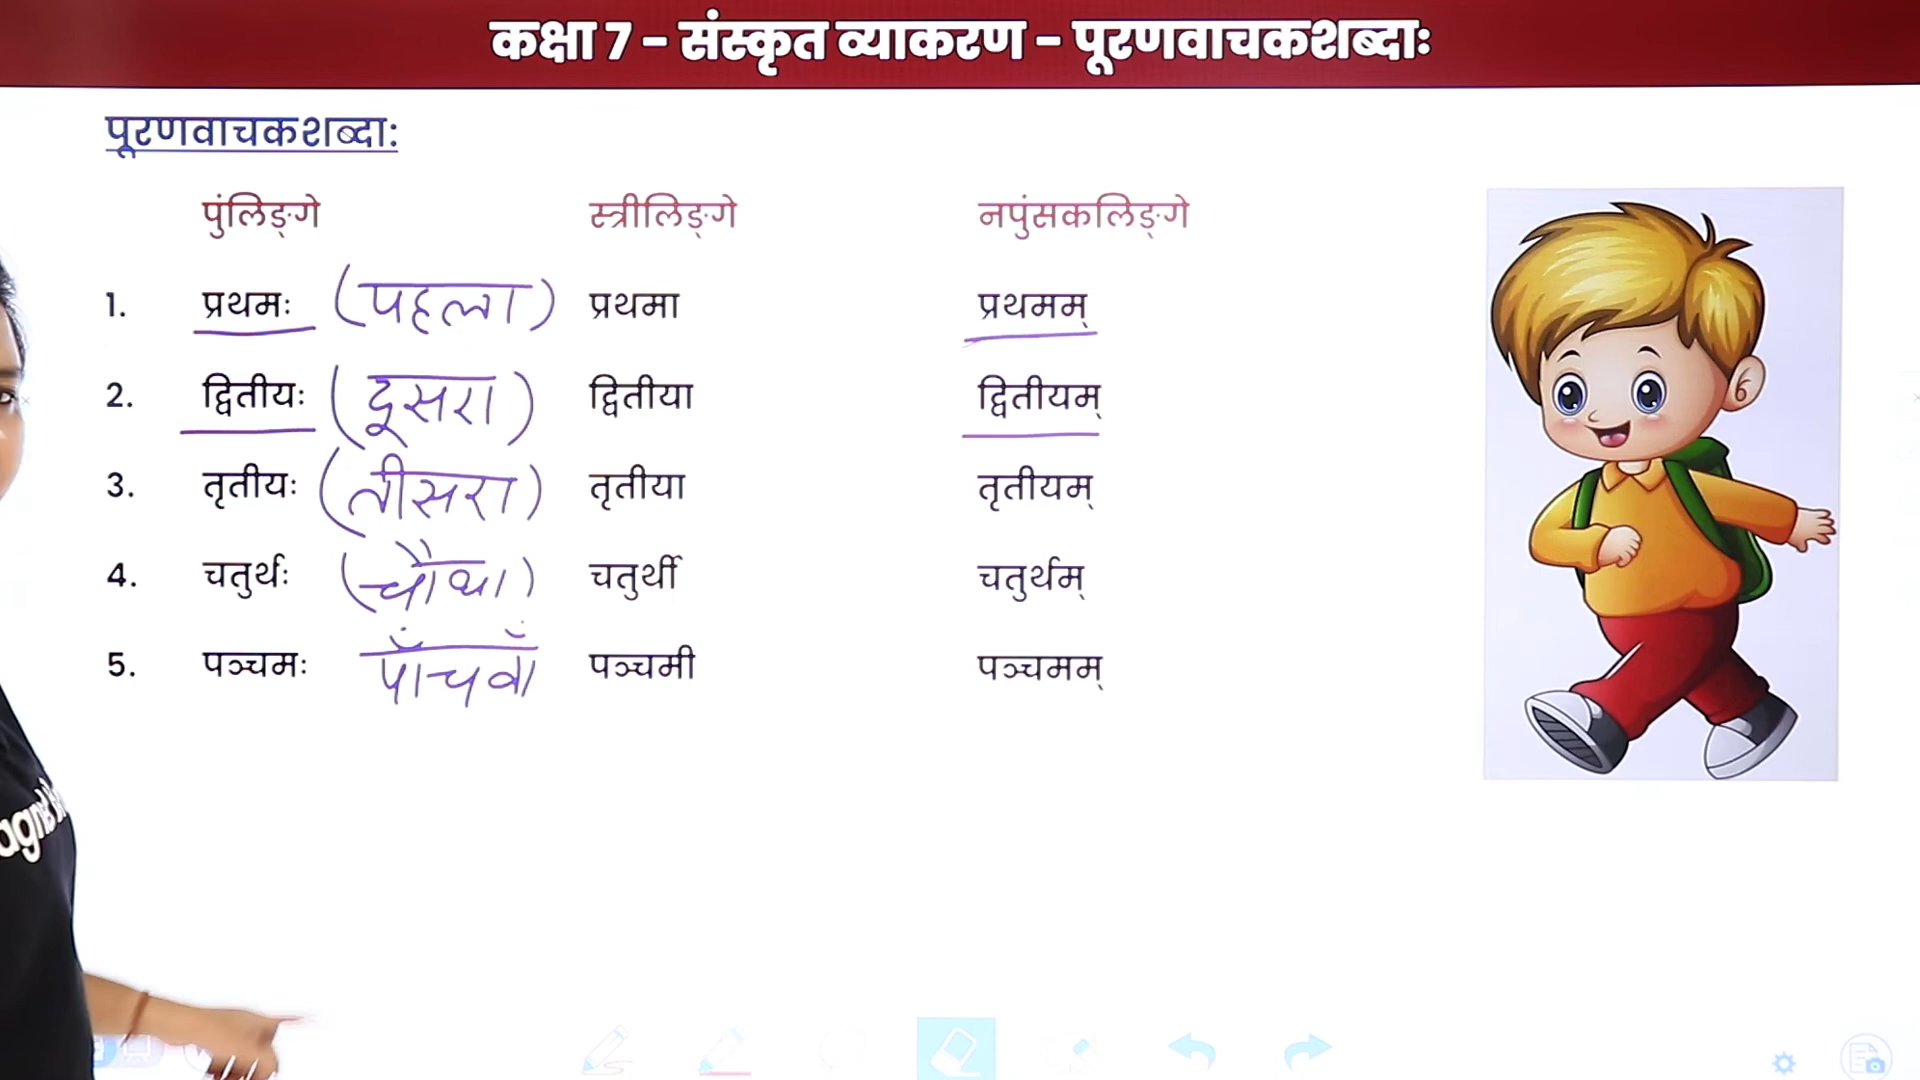 कक्षा 7 - संस्कृत व्याकरण - पूरणवाचकशब्दाः
पूरणवाचकशब्दाः
पुंलिङ्गे स्त्रीलिङ्गे नपुंसकलिङ्गे
1. प्रथमः (पहला) प्रथमा प्रथमम्
2. द्वितीयः (दूसरा) द्वितीया द्वितीयम्
3. तृतीयः (तीसरा) तृतीया तृतीयम्
4. चतुर्थः (चौथा) चतुर्थी चतुर्थम्
5. पञ्चमः पाँचवाँ पञ्चमी पञ्चमम्